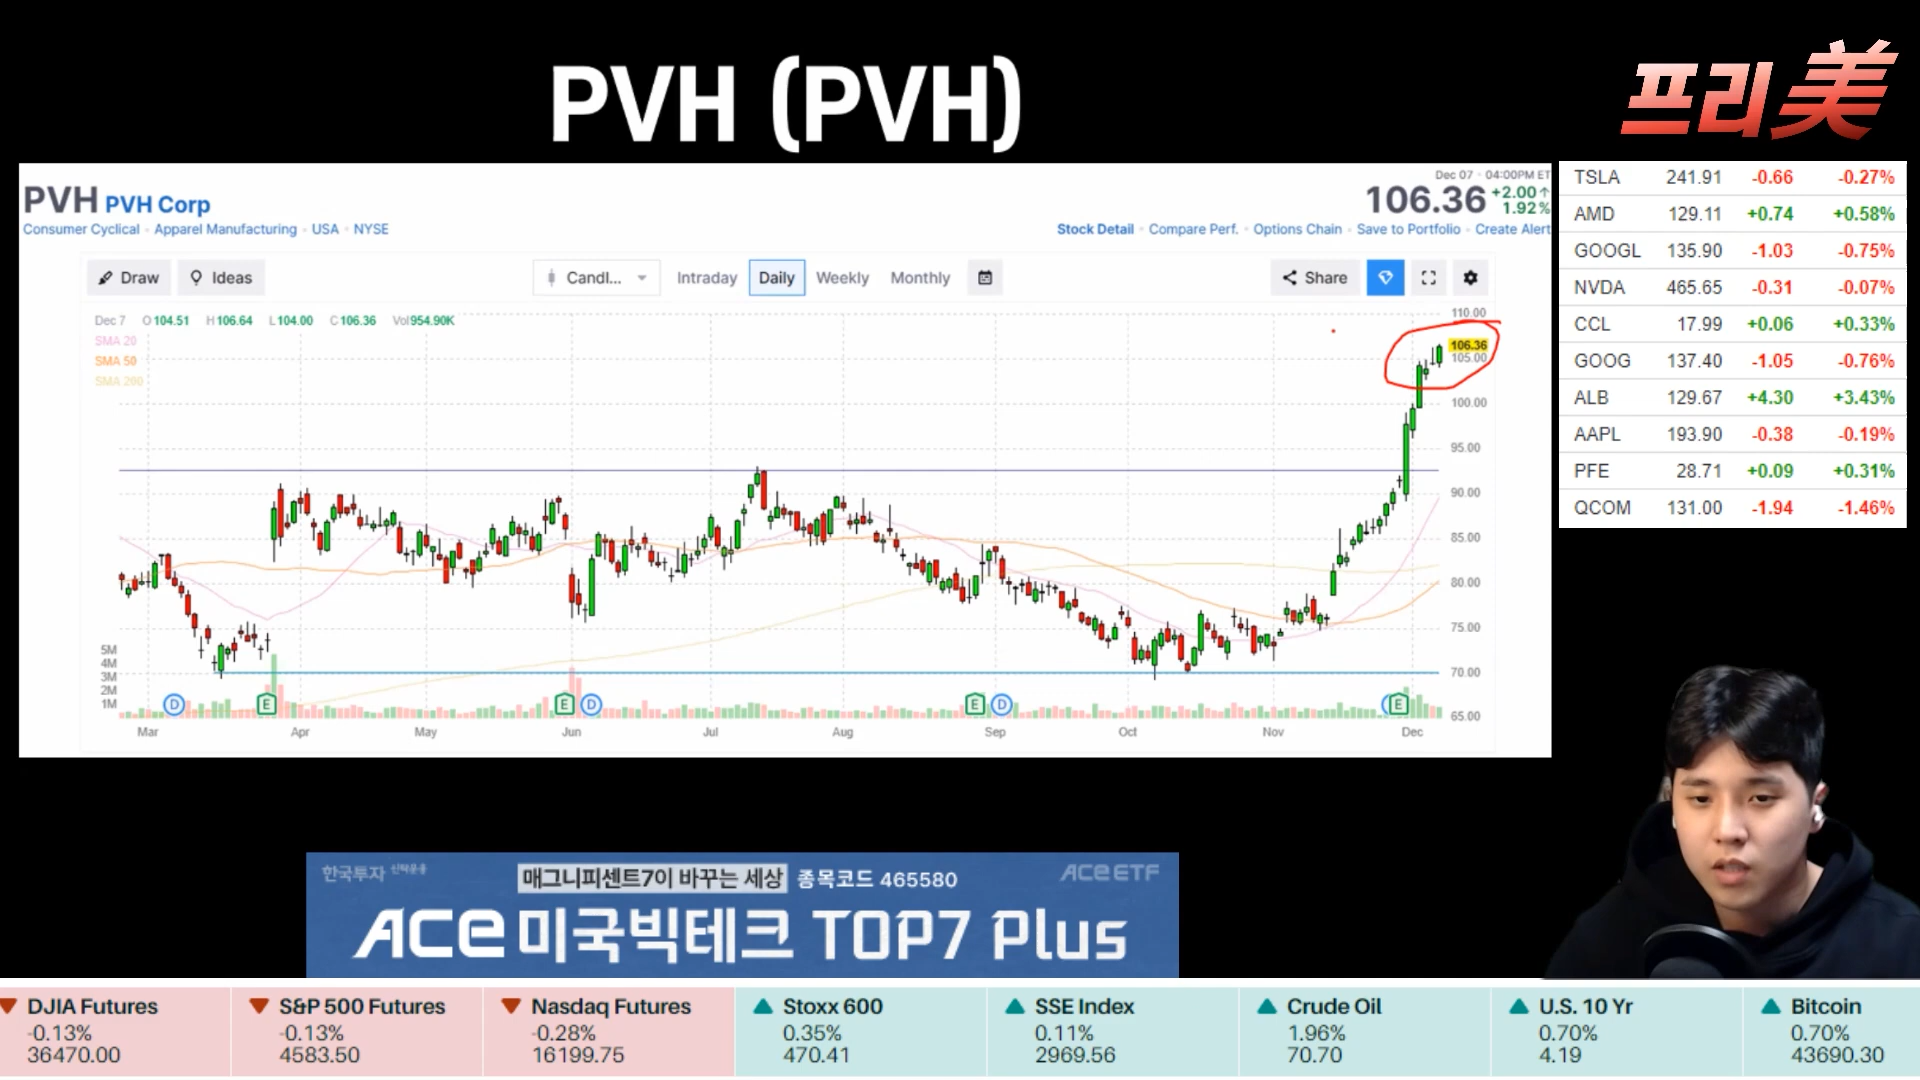 PVH (PVH)
프리美
PVH PVH Corp
Consumer Cyclical • Apparel Manufacturing • USA • NYSE
Dec 07 • 04:00PM ET
106.36 +2.00↑
1.92%
Stock Detail • Compare Perf. • Options Chain • Save to Portfolio • Create Alert
Draw Ideas Candl... Intraday Daily Weekly Monthly Share
Dec 7 O 104.51 H 106.64 L 104.00 C 106.36 Vol 954.90K
SMA 20
SMA 50
SMA 200
110.00
106.36
105.00
100.00
95.00
90.00
85.00
80.00
75.00
70.00
65.00
5M
4M
3M
2M
1M
D E E D E D E
Mar Apr May Jun Jul Aug Sep Oct Nov Dec
TSLA 241.91 -0.66 -0.27%
AMD 129.11 +0.74 +0.58%
GOOGL 135.90 -1.03 -0.75%
NVDA 465.65 -0.31 -0.07%
CCL 17.99 +0.06 +0.33%
GOOG 137.40 -1.05 -0.76%
ALB 129.67 +4.30 +3.43%
AAPL 193.90 -0.38 -0.19%
PFE 28.71 +0.09 +0.31%
QCOM 131.00 -1.94 -1.46%
한국투자 신탁운용
매그니피센트7이 바꾸는 세상 종목코드 465580
ACE ETF
ACE 미국빅테크 TOP7 Plus
DJIA Futures
-0.13%
36470.00
S&P 500 Futures
-0.13%
4583.50
Nasdaq Futures
-0.28%
16199.75
Stoxx 600
0.35%
470.41
SSE Index
0.11%
2969.56
Crude Oil
1.96%
70.70
U.S. 10 Yr
0.70%
4.19
Bitcoin
0.70%
43690.30